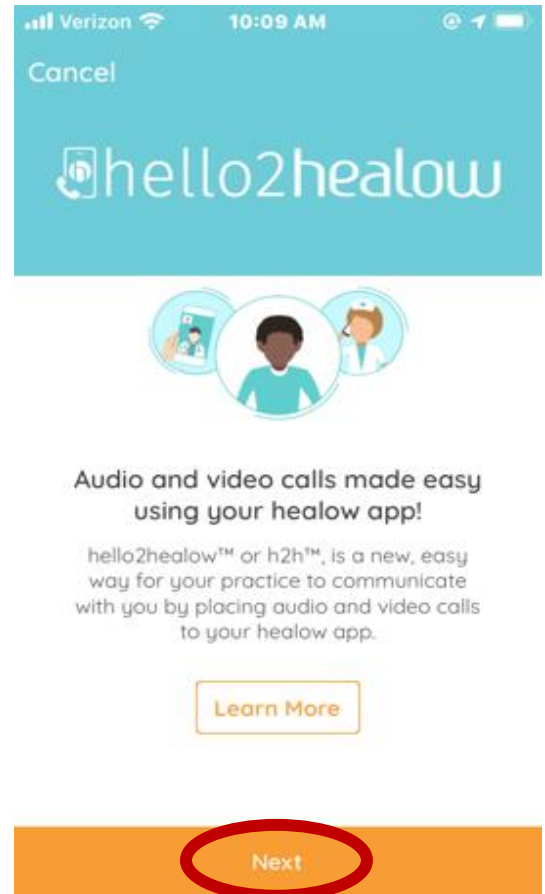 Verizon 10:09 AM
Cancel
hello2healow
Audio and video calls made easy
using your healow app!
hello2healow™ or h2h™, is a new, easy
way for your practice to communicate
with you by placing audio and video calls
to your healow app.
Learn More
Next